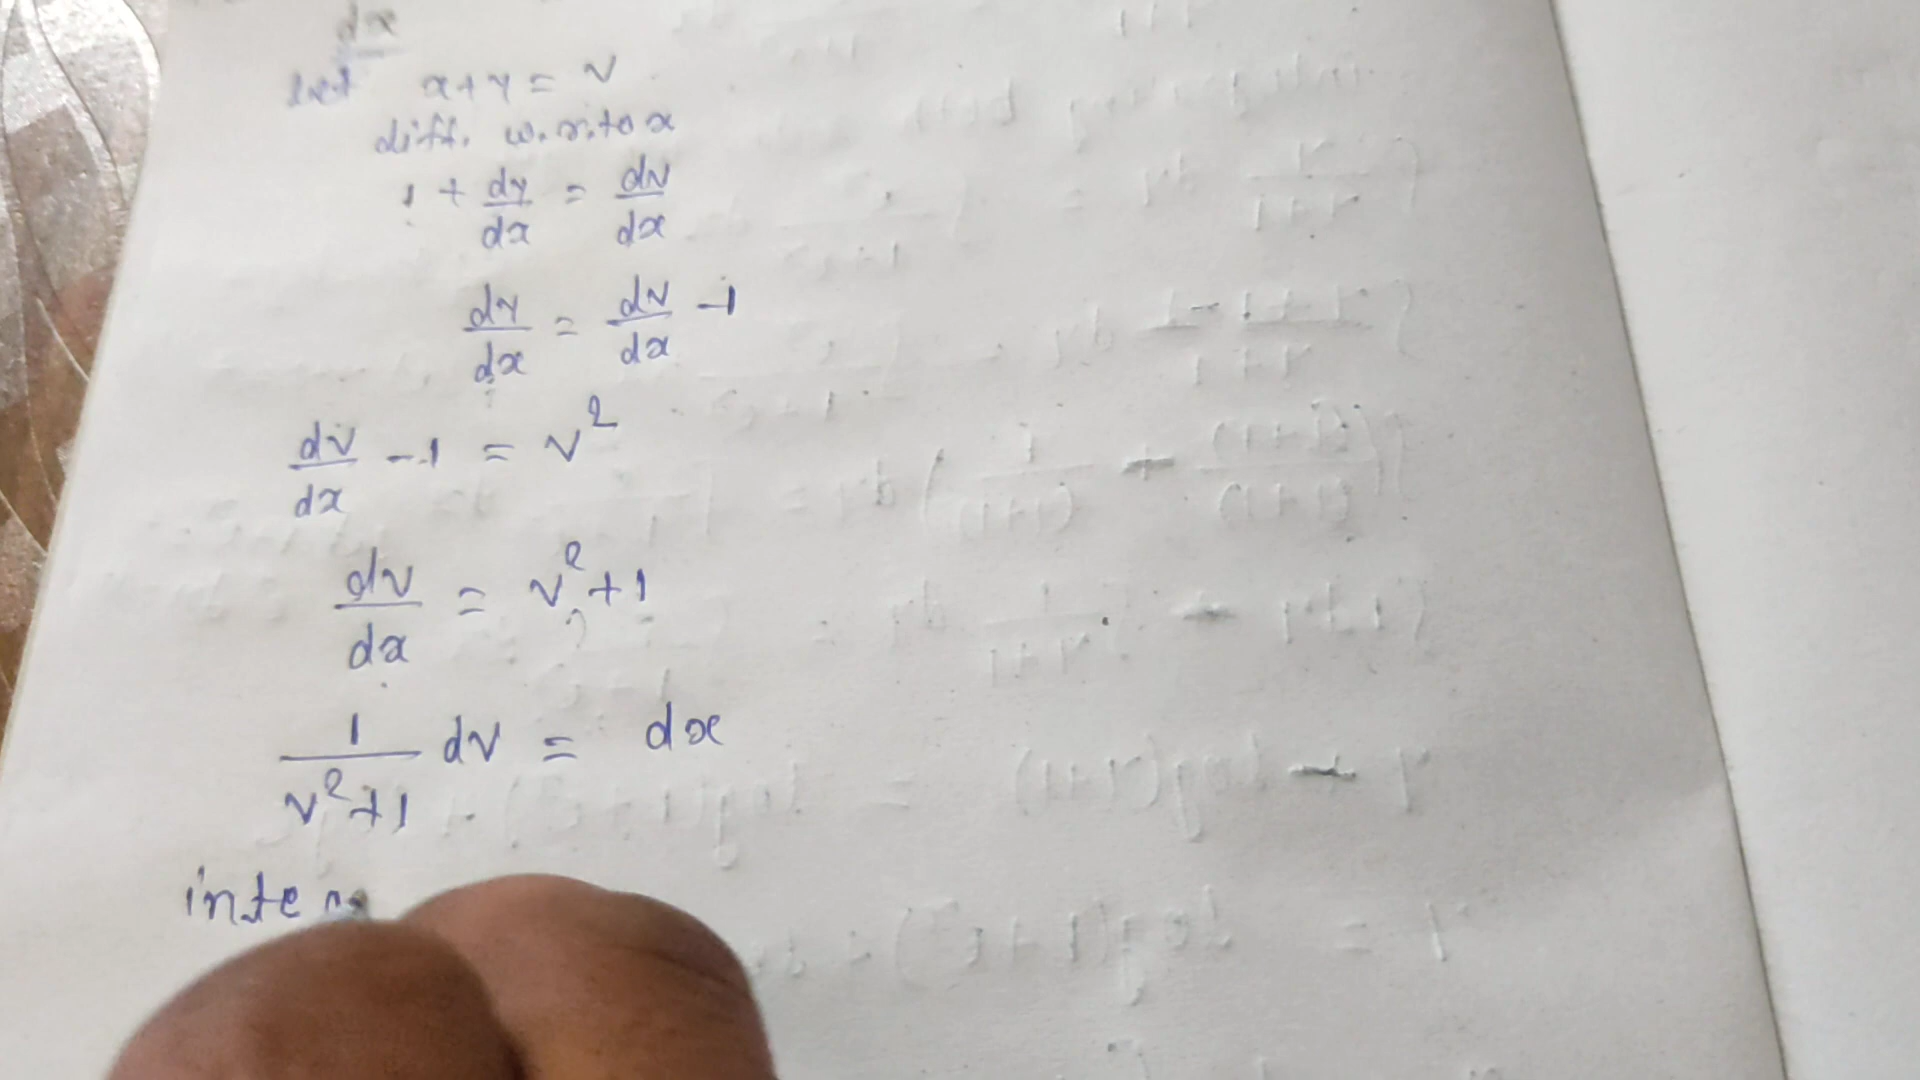 dx
let x+y = v
diff. w.r.to x
1 + dy/dx = dv/dx
dy/dx = dv/dx - 1
dv/dx - 1 = v²
dv/dx = v² + 1
1/(v²+1) dv = dx
integ